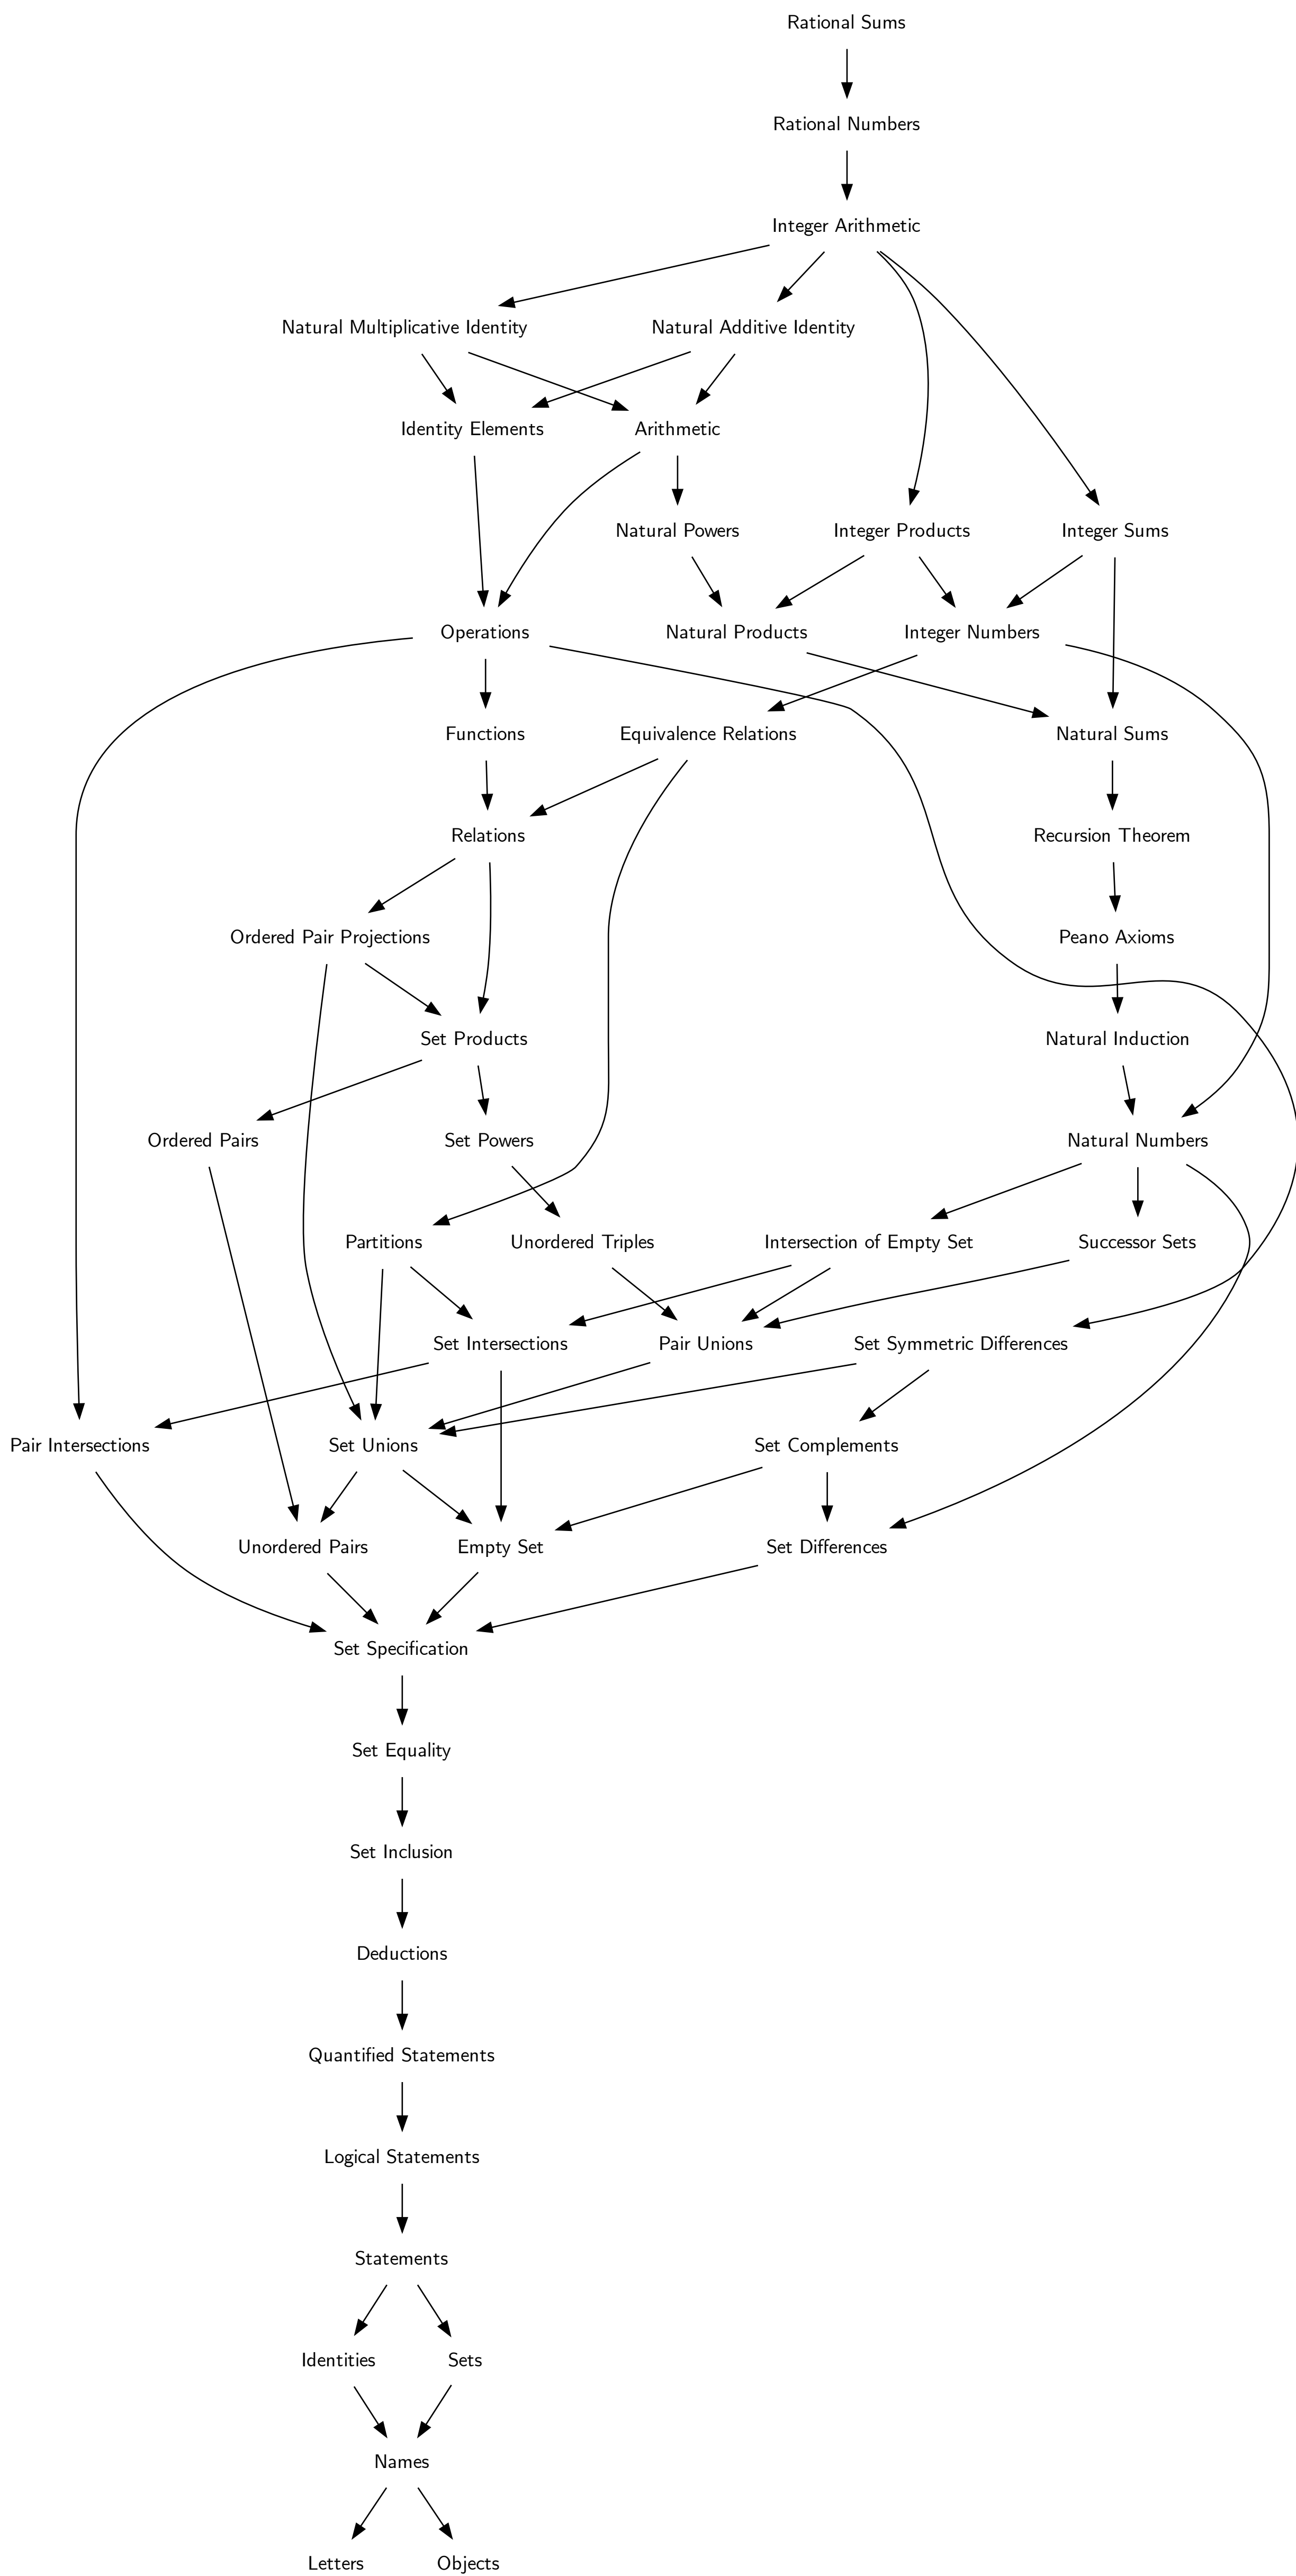 Rational Sums
Rational Numbers
Integer Arithmetic
Natural Multiplicative Identity
Natural Additive Identity
Identity Elements
Arithmetic
Natural Powers
Integer Products
Integer Sums
Operations
Natural Products
Integer Numbers
Functions
Equivalence Relations
Natural Sums
Relations
Recursion Theorem
Ordered Pair Projections
Peano Axioms
Set Products
Natural Induction
Ordered Pairs
Set Powers
Natural Numbers
Partitions
Unordered Triples
Intersection of Empty Set
Successor Sets
Set Intersections
Pair Unions
Set Symmetric Differences
Pair Intersections
Set Unions
Set Complements
Unordered Pairs
Empty Set
Set Differences
Set Specification
Set Equality
Set Inclusion
Deductions
Quantified Statements
Logical Statements
Statements
Identities
Sets
Names
Letters
Objects